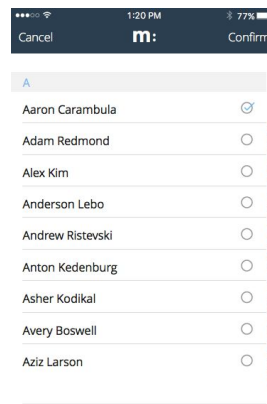 1:20 PM 77%
Cancel m: Confirm
A
Aaron Carambula
Adam Redmond
Alex Kim
Anderson Lebo
Andrew Ristevski
Anton Kedenburg
Asher Kodikal
Avery Boswell
Aziz Larson